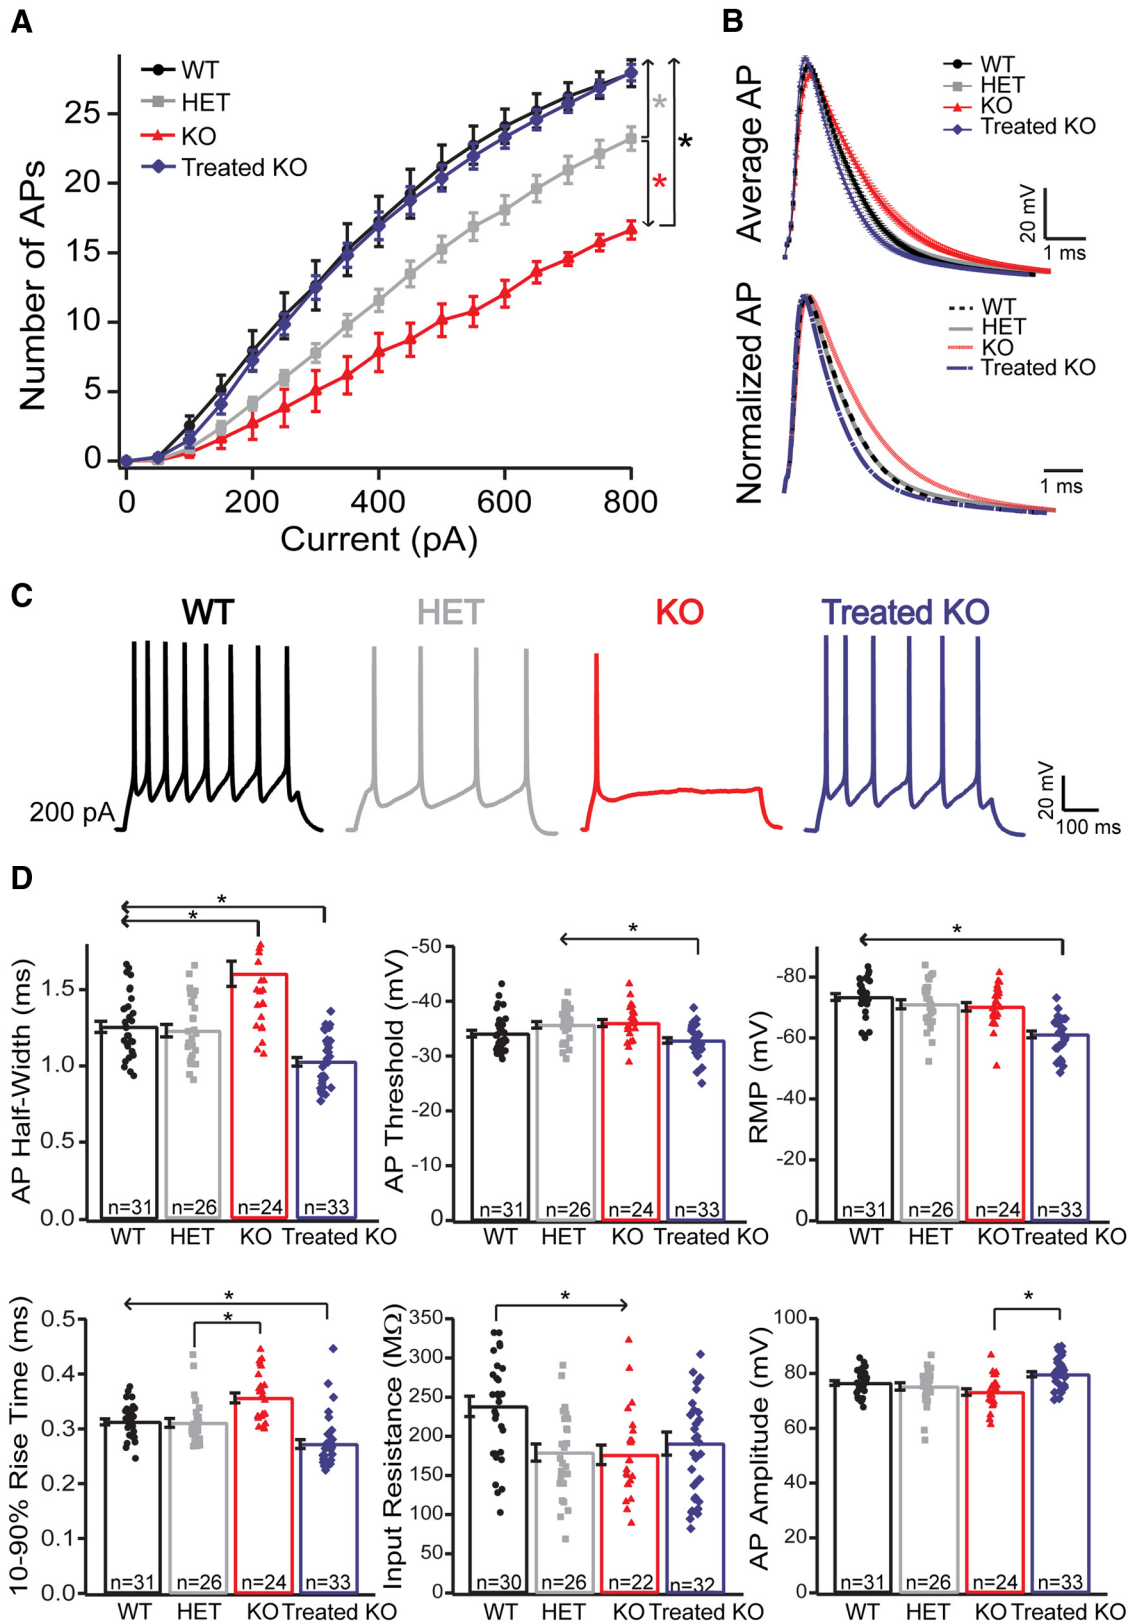 A
WT
HET
KO
Treated KO
Number of APs
25
20
15
10
5
0
0 200 400 600 800
Current (pA)
*
*
*
B
Average AP
WT
HET
KO
Treated KO
20 mV
1 ms
Normalized AP
WT
HET
KO
Treated KO
1 ms
C
WT HET KO Treated KO
200 pA
20 mV
100 ms
D
AP Half-Width (ms)
1.5
1.0
0.5
0.0
*
*
n=31 n=26 n=24 n=33
WT HET KO Treated KO
AP Threshold (mV)
-50
-40
-30
-20
-10
0
*
n=31 n=26 n=24 n=33
WT HET KO Treated KO
RMP (mV)
-80
-60
-40
-20
0
*
n=31 n=26 n=24 n=33
WT HET KO Treated KO
10-90% Rise Time (ms)
0.5
0.4
0.3
0.2
0.1
0.0
*
*
n=31 n=26 n=24 n=33
WT HET KO Treated KO
Input Resistance (MΩ)
350
300
250
200
150
100
50
0
*
n=30 n=26 n=22 n=32
WT HET KO Treated KO
AP Amplitude (mV)
100
80
60
40
20
0
*
n=31 n=26 n=24 n=33
WT HET KO Treated KO